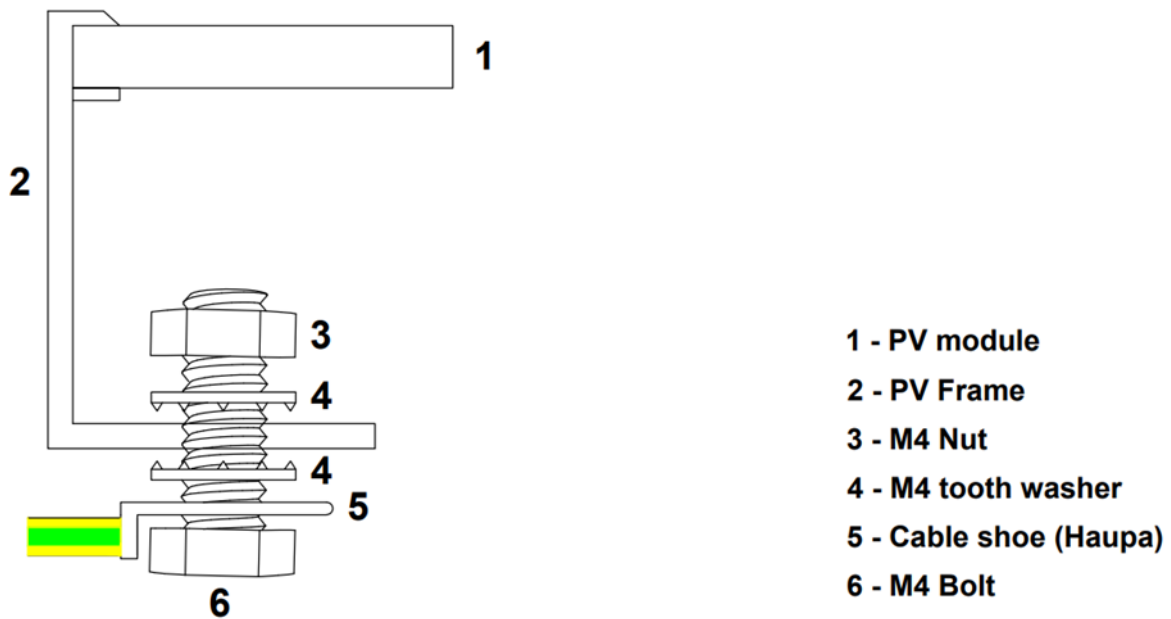 1
2
3
4
4
5
6
1 - PV module
2 - PV Frame
3 - M4 Nut
4 - M4 tooth washer
5 - Cable shoe (Haupa)
6 - M4 Bolt